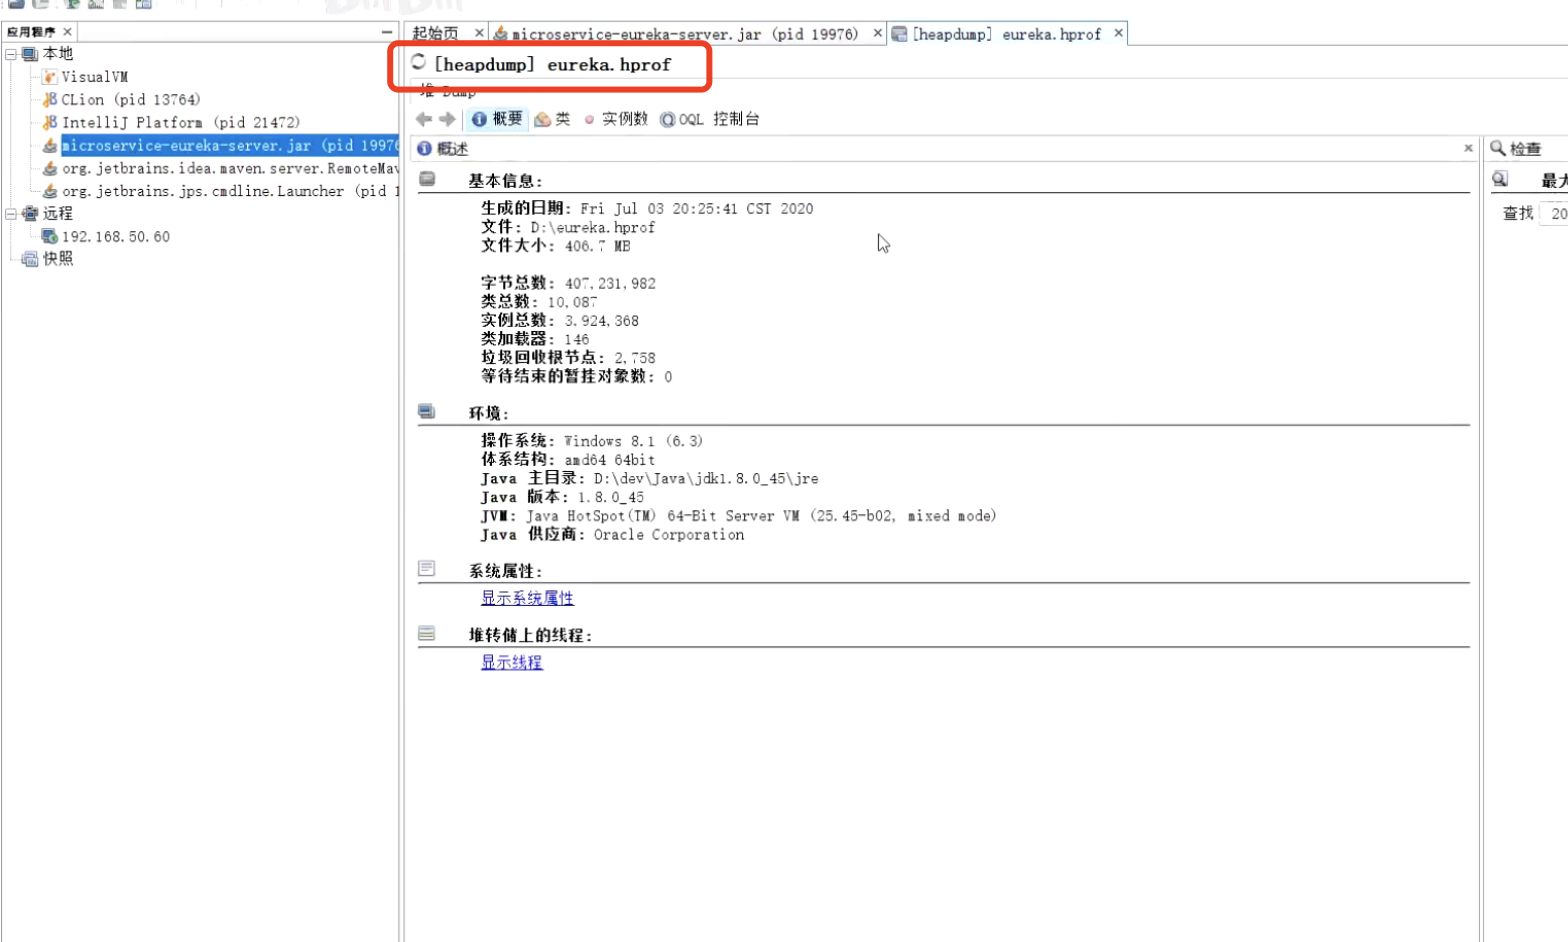 应用程序
本地
VisualVM
CLion (pid 13764)
IntelliJ Platform (pid 21472)
microservice-eureka-server.jar (pid 19976
org.jetbrains.idea.maven.server.RemoteMav
org.jetbrains.jps.cmdline.Launcher (pid 1
远程
192.168.50.60
快照
起始页 microservice-eureka-server.jar (pid 19976) [heapdump] eureka.hprof
[heapdump] eureka.hprof
堆 Dump
概要 类 实例数 OQL 控制台
概述
基本信息:
生成的日期: Fri Jul 03 20:25:41 CST 2020
文件: D:\eureka.hprof
文件大小: 406.7 MB
字节总数: 407,231,982
类总数: 10,087
实例总数: 3,924,368
类加载器: 146
垃圾回收根节点: 2,758
等待结束的暂挂对象数: 0
环境:
操作系统: Windows 8.1 (6.3)
体系结构: amd64 64bit
Java 主目录: D:\dev\Java\jdk1.8.0_45\jre
Java 版本: 1.8.0_45
JVM: Java HotSpot(TM) 64-Bit Server VM (25.45-b02, mixed mode)
Java 供应商: Oracle Corporation
系统属性:
显示系统属性
堆转储上的线程:
显示线程
检查
最大
查找 20